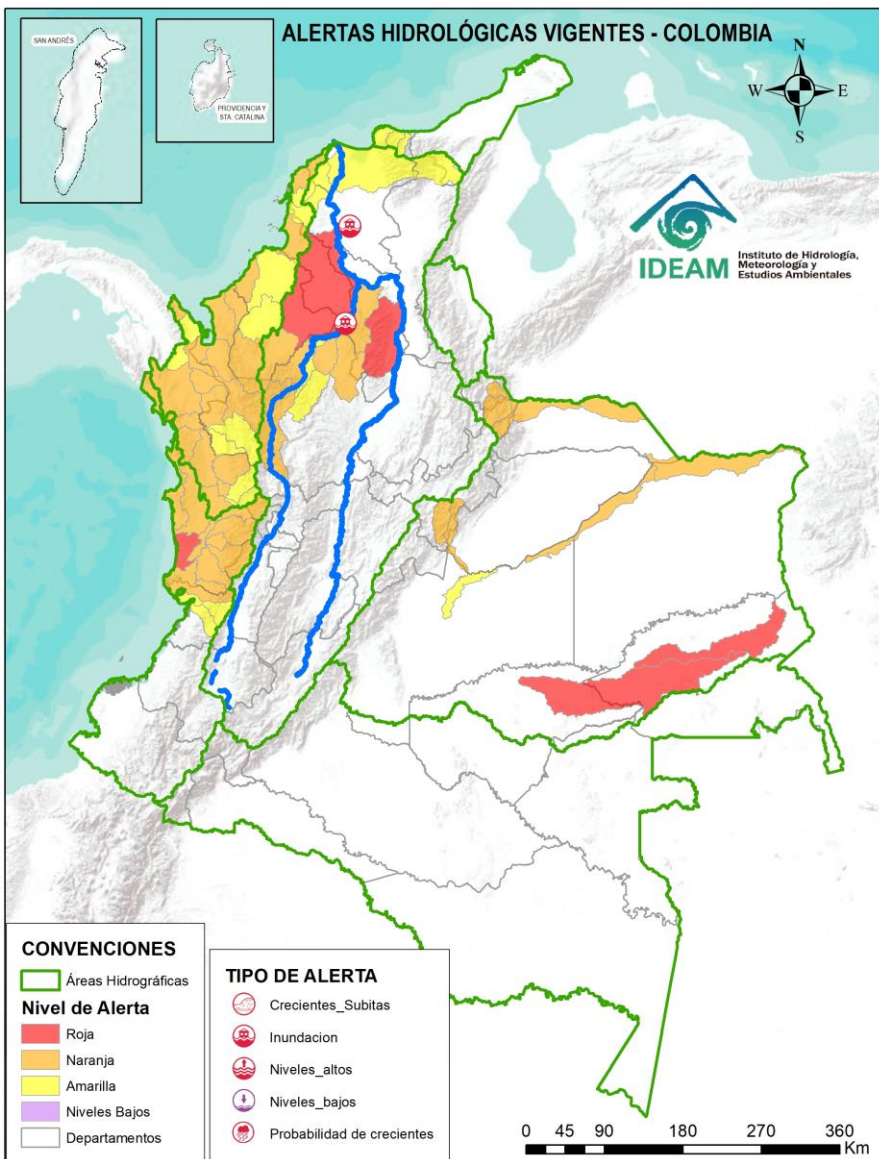 ALERTAS HIDROLÓGICAS VIGENTES - COLOMBIA
SAN ANDRÉS
PROVIDENCIA Y
STA. CATALINA
N
W
E
S
IDEAM
Instituto de Hidrología,
Meteorología y
Estudios Ambientales
CONVENCIONES
Áreas Hidrográficas
Nivel de Alerta
Roja
Naranja
Amarilla
Niveles Bajos
Departamentos
TIPO DE ALERTA
Crecientes_Subitas
Inundacion
Niveles_altos
Niveles_bajos
Probabilidad de crecientes
0 45 90 180 270 360
Km